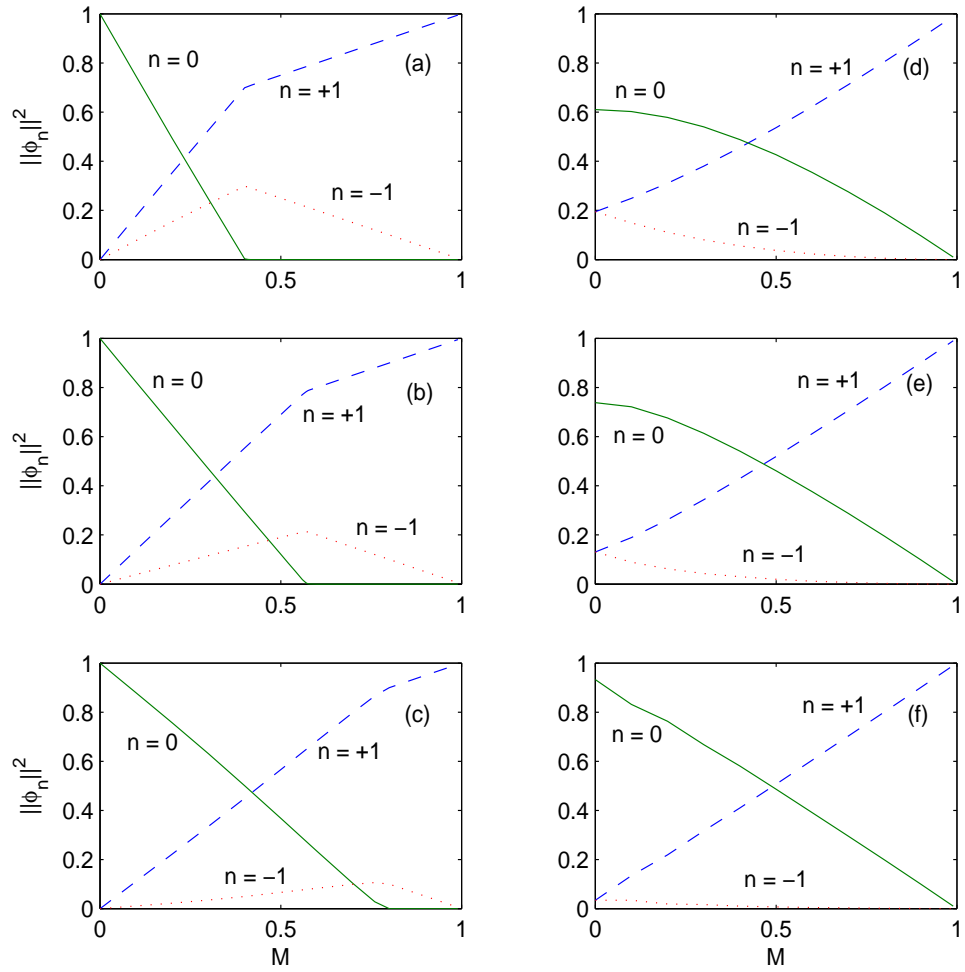 1
0.8
0.6
0.4
0.2
0
||ϕn||²
n = 0
(a)
n = +1
n = −1
0
0.5
1
M
1
0.8
0.6
0.4
0.2
0
n = +1
(d)
n = 0
n = −1
0
0.5
1
M
1
0.8
0.6
0.4
0.2
0
||ϕn||²
n = 0
(b)
n = +1
n = −1
0
0.5
1
1
0.8
0.6
0.4
0.2
0
n = +1
(e)
n = 0
n = −1
0
0.5
1
1
0.8
0.6
0.4
0.2
0
||ϕn||²
n = 0
n = +1
(c)
n = −1
0
0.5
1
M
1
0.8
0.6
0.4
0.2
0
n = +1
(f)
n = 0
n = −1
0
0.5
1
M